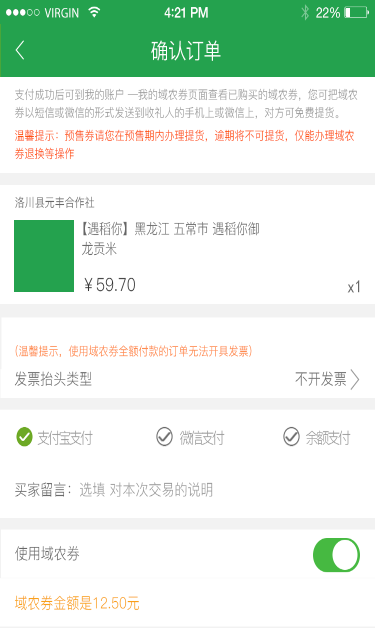 VIRGIN 4:21 PM 22%
确认订单
支付成功后可到我的账户 一我的域农券页面查看已购买的域农券，您可把域农
券以短信或微信的形式发送到收礼人的手机上或微信上，对方可免费提货。
温馨提示：预售券请您在预售期内办理提货，逾期将不可提货，仅能办理域农
券退换等操作
洛川县元丰合作社
【遇稻你】黑龙江 五常市 遇稻你御
龙贡米
¥59.70 x1
(温馨提示，使用域农券全额付款的订单无法开具发票)
发票抬头类型 不开发票
支付宝支付 微信支付 余额支付
买家留言：选填 对本次交易的说明
使用域农券
域农券金额是12.50元